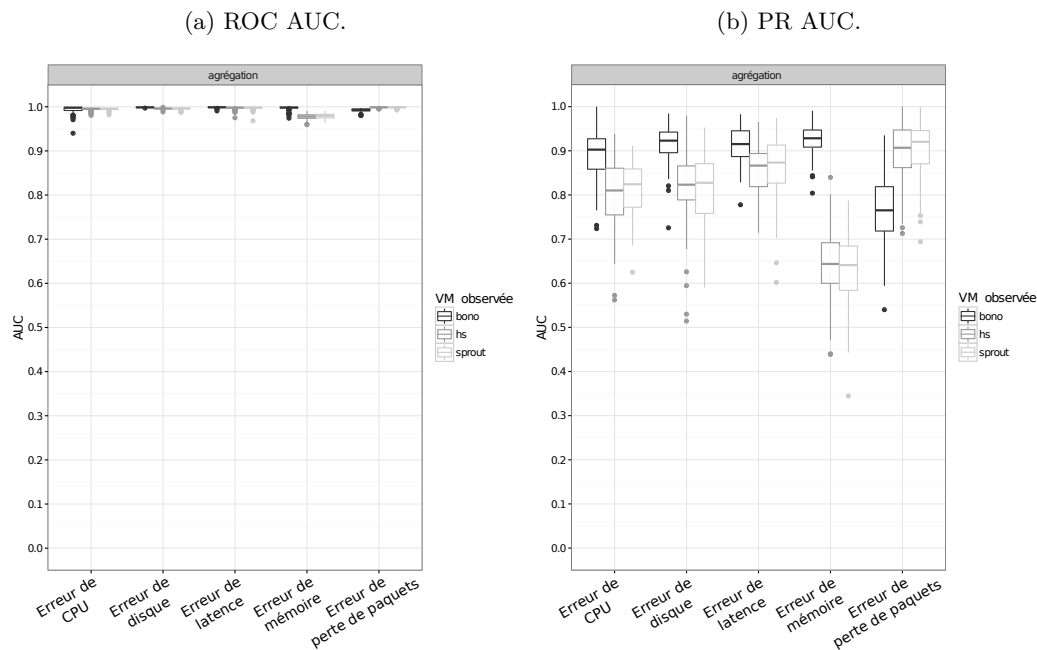 (a) ROC AUC.
agrégation
1.0
0.9
0.8
0.7
0.6
0.5
0.4
0.3
0.2
0.1
0.0
AUC
Erreur de
CPU
Erreur de
disque
Erreur de
latence
Erreur de
mémoire
Erreur de
perte de paquets
VM observée
bono
hs
sprout
(b) PR AUC.
agrégation
1.0
0.9
0.8
0.7
0.6
0.5
0.4
0.3
0.2
0.1
0.0
AUC
Erreur de
CPU
Erreur de
disque
Erreur de
latence
Erreur de
mémoire
Erreur de
perte de paquets
VM observée
bono
hs
sprout